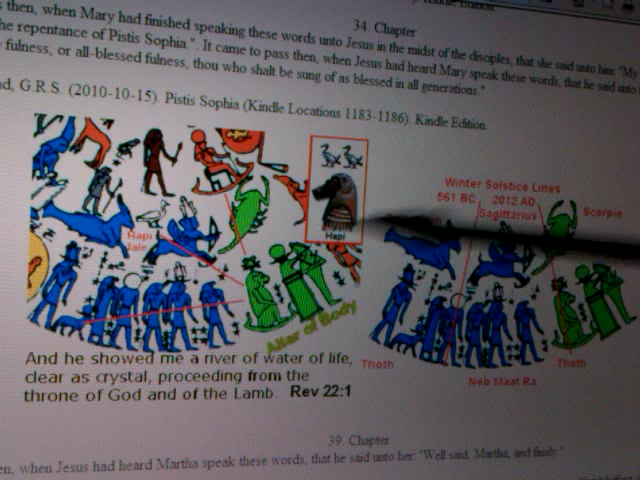 . Kindle Edition.
34. Chapter
s then, when Mary had finished speaking these words unto Jesus in the midst of the disciples, that she said unto him: "My
he repentance of Pistis Sophia.". It came to pass then, when Jesus had heard Mary speak these words, that he said unto
fulness, or all-blessed fulness, thou who shalt be sung of as blessed in all generations."
d, G.R.S. (2010-10-15). Pistis Sophia (Kindle Locations 1183-1186). Kindle Edition.
Hapi
Hapi
Jale
Altar of Body
Winter Solstice Lines
561 BC,
2012 AD
Sagittarius
Scorpio
Thoth
Thoth
Neb Maat Ra
And he showed me a river of water of life,
clear as crystal, proceeding from the
throne of God and of the Lamb. Rev 22:1
39. Chapter
en, when Jesus had heard Martha speak these words, that he said unto her: "Well said, Martha, and finely."